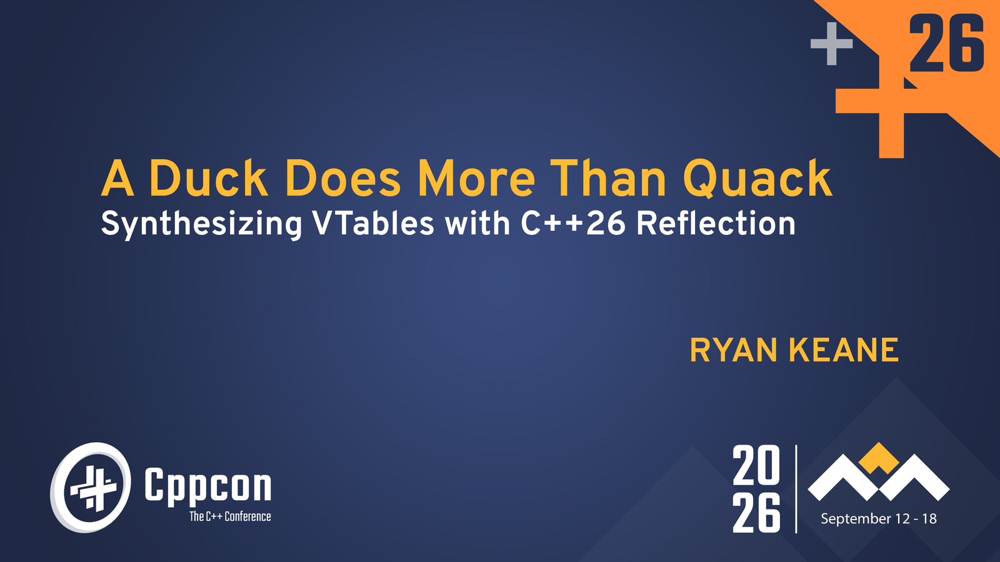 26
A Duck Does More Than Quack
Synthesizing VTables with C++26 Reflection
RYAN KEANE
Cppcon
The C++ Conference
20
26
September 12 - 18